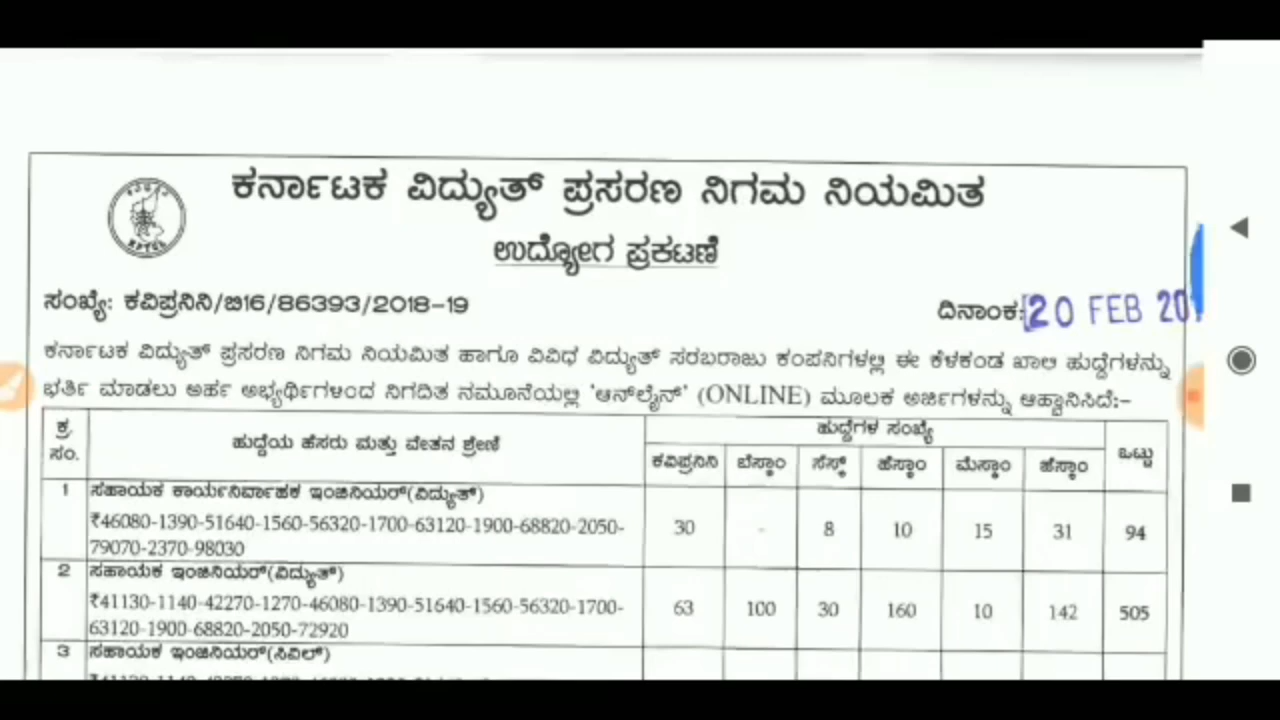 ಕರ್ನಾಟಕ ವಿದ್ಯುತ್ ಪ್ರಸರಣ ನಿಗಮ ನಿಯಮಿತ
ಉದ್ಯೋಗ ಪ್ರಕಟಣೆ
ಸಂಖ್ಯೆ: ಕವಿಪ್ರನಿನಿ/ಬಿ16/86393/2018-19 ದಿನಾಂಕ: 20 FEB 20
ಕರ್ನಾಟಕ ವಿದ್ಯುತ್ ಪ್ರಸರಣ ನಿಗಮ ನಿಯಮಿತ ಹಾಗೂ ವಿವಿಧ ವಿದ್ಯುತ್ ಸರಬರಾಜು ಕಂಪನಿಗಳಲ್ಲಿ ಈ ಕೆಳಕಂಡ ಖಾಲಿ ಹುದ್ದೆಗಳನ್ನು
ಭರ್ತಿ ಮಾಡಲು ಅರ್ಹ ಅಭ್ಯರ್ಥಿಗಳಿಂದ ನಿಗದಿತ ನಮೂನೆಯಲ್ಲಿ 'ಆನ್‌ಲೈನ್' (ONLINE) ಮೂಲಕ ಅರ್ಜಿಗಳನ್ನು ಆಹ್ವಾನಿಸಿದೆ:-
ಕ್ರ. ಸಂ. ಹುದ್ದೆಯ ಹೆಸರು ಮತ್ತು ವೇತನ ಶ್ರೇಣಿ ಹುದ್ದೆಗಳ ಸಂಖ್ಯೆ ಒಟ್ಟು
ಕವಿಪ್ರನಿನಿ ಬೆಸ್ಕಾಂ ಸೆಸ್ಕ್ ಹೆಸ್ಕಾಂ ಮೆಸ್ಕಾಂ ಹೆಸ್ಕಾಂ
1 ಸಹಾಯಕ ಕಾರ್ಯನಿರ್ವಾಹಕ ಇಂಜಿನಿಯರ್(ವಿದ್ಯುತ್)
₹46080-1390-51640-1560-56320-1700-63120-1900-68820-2050- 30 - 8 10 15 31 94
79070-2370-98030
2 ಸಹಾಯಕ ಇಂಜಿನಿಯರ್(ವಿದ್ಯುತ್)
₹41130-1140-42270-1270-46080-1390-51640-1560-56320-1700- 63 100 30 160 10 142 505
63120-1900-68820-2050-72920
3 ಸಹಾಯಕ ಇಂಜಿನಿಯರ್(ಸಿವಿಲ್)